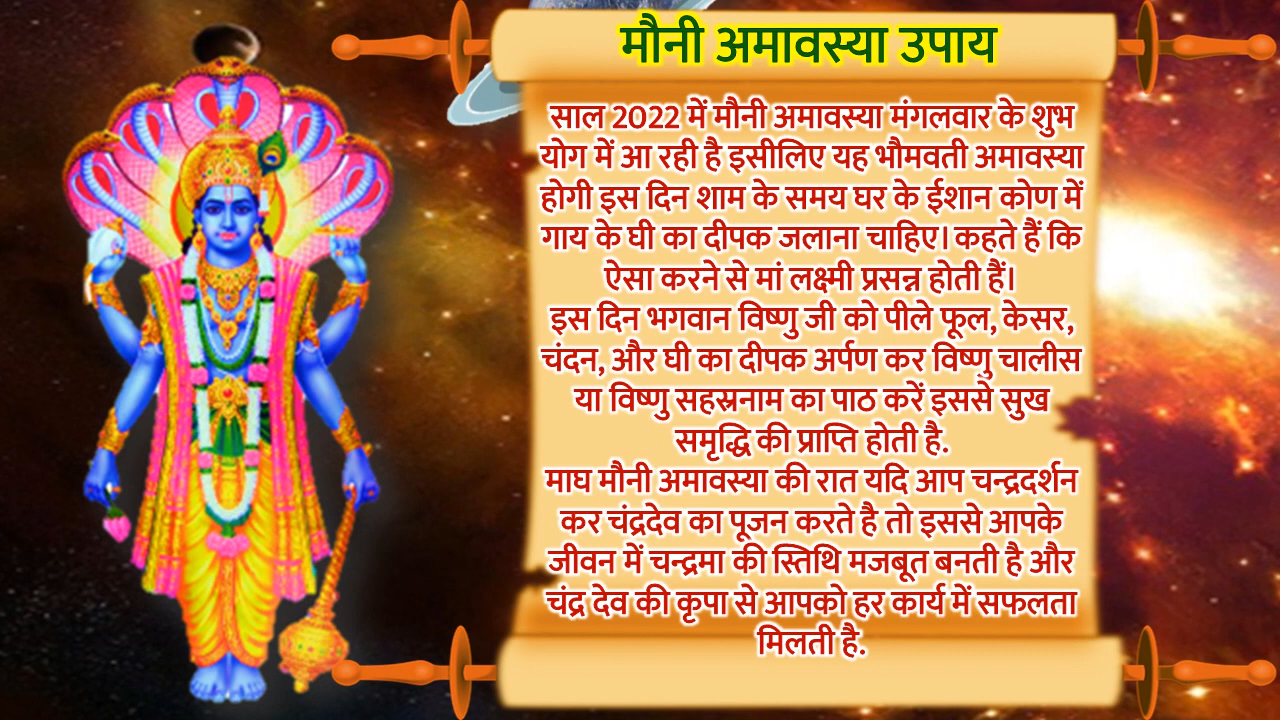 मौनी अमावस्या उपाय
साल 2022 में मौनी अमावस्या मंगलवार के शुभ
योग में आ रही है इसीलिए यह भौमवती अमावस्या
होगी इस दिन शाम के समय घर के ईशान कोण में
गाय के घी का दीपक जलाना चाहिए। कहते हैं कि
ऐसा करने से मां लक्ष्मी प्रसन्न होती हैं।
इस दिन भगवान विष्णु जी को पीले फूल, केसर,
चंदन, और घी का दीपक अर्पण कर विष्णु चालीस
या विष्णु सहस्रनाम का पाठ करें इससे सुख
समृद्धि की प्राप्ति होती है.
माघ मौनी अमावस्या की रात यदि आप चन्द्रदर्शन
कर चंद्रदेव का पूजन करते है तो इससे आपके
जीवन में चन्द्रमा की स्तिथि मजबूत बनती है और
चंद्र देव की कृपा से आपको हर कार्य में सफलता
मिलती है.